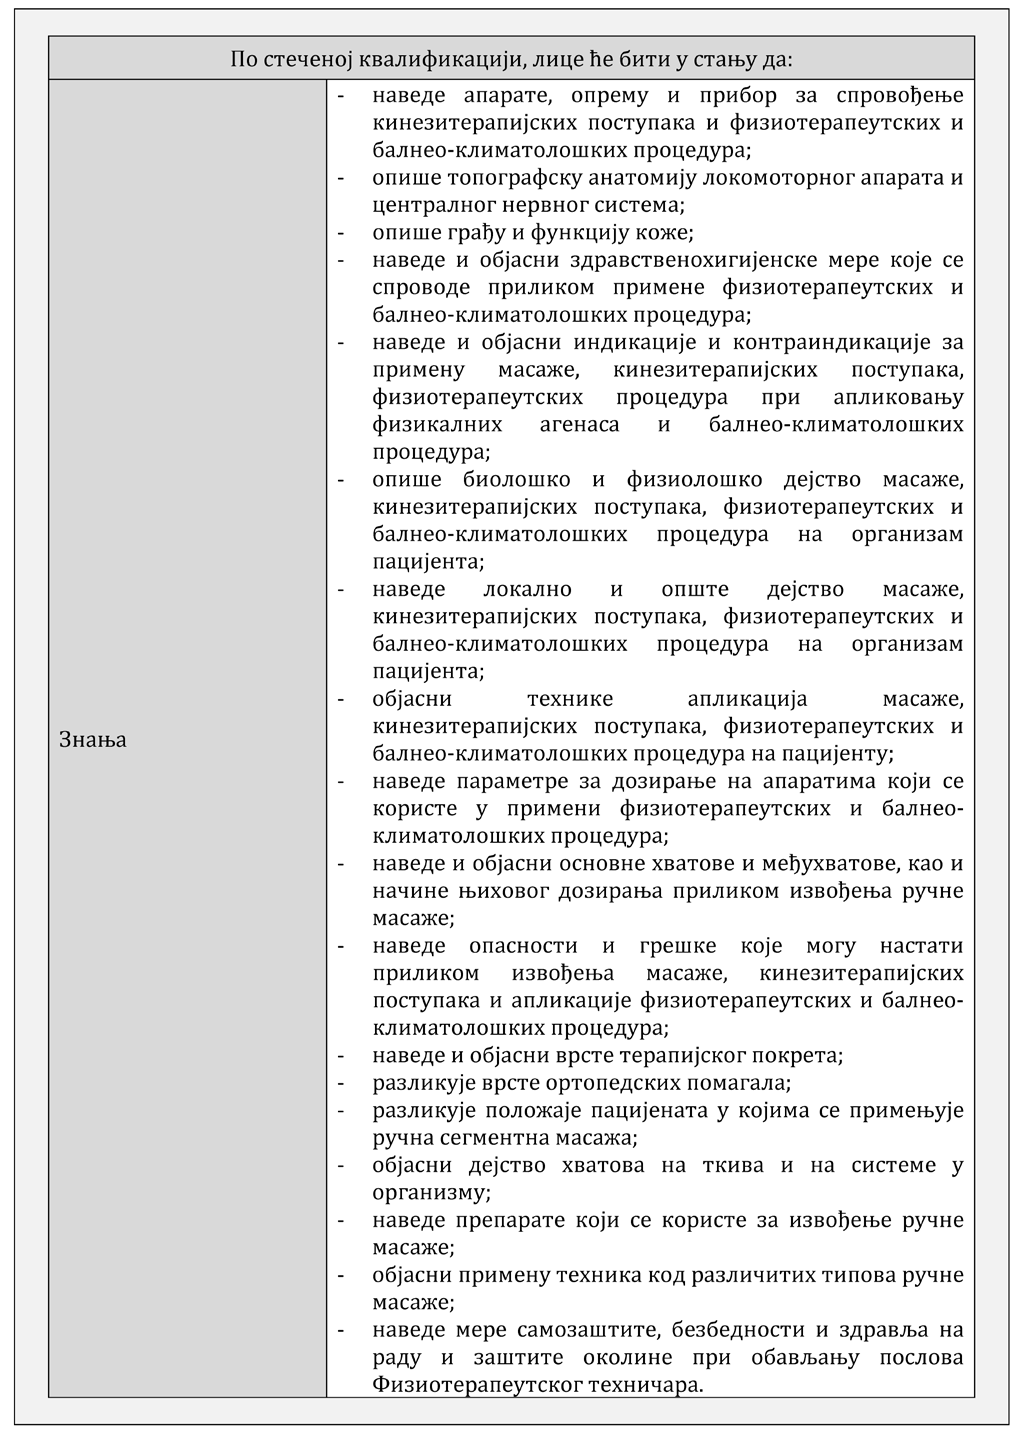 По стеченој квалификацији, лице ће бити у стању да:
Знања
- наведе апарате, опрему и прибор за спровођење
кинезитерапијских поступака и физиотерапеутских и
балнео-климатолошких процедура;
- опише топографску анатомију локомоторног апарата и
централног нервног система;
- опише грађу и функцију коже;
- наведе и објасни здравственохигијенске мере које се
спроводе приликом примене физиотерапеутских и
балнео-климатолошких процедура;
- наведе и објасни индикације и контраиндикације за
примену масаже, кинезитерапијских поступака,
физиотерапеутских процедура при апликовању
физикалних агенаса и балнео-климатолошких
процедура;
- опише биолошко и физиолошко дејство масаже,
кинезитерапијских поступака, физиотерапеутских и
балнео-климатолошких процедура на организам
пацијента;
- наведе локално и опште дејство масаже,
кинезитерапијских поступака, физиотерапеутских и
балнео-климатолошких процедура на организам
пацијента;
- објасни технике апликација масаже,
кинезитерапијских поступака, физиотерапеутских и
балнео-климатолошких процедура на пацијенту;
- наведе параметре за дозирање на апаратима који се
користе у примени физиотерапеутских и балнео-
климатолошких процедура;
- наведе и објасни основне хватове и међухватове, као и
начине њиховог дозирања приликом извођења ручне
масаже;
- наведе опасности и грешке које могу настати
приликом извођења масаже, кинезитерапијских
поступака и апликације физиотерапеутских и балнео-
климатолошких процедура;
- наведе и објасни врсте терапијског покрета;
- разликује врсте ортопедских помагала;
- разликује положаје пацијената у којима се примењује
ручна сегментна масажа;
- објасни дејство хватова на ткива и на системе у
организму;
- наведе препарате који се користе за извођење ручне
масаже;
- објасни примену техника код различитих типова ручне
масаже;
- наведе мере самозаштите, безбедности и здравља на
раду и заштите околине при обављању послова
Физиотерапеутског техничара.